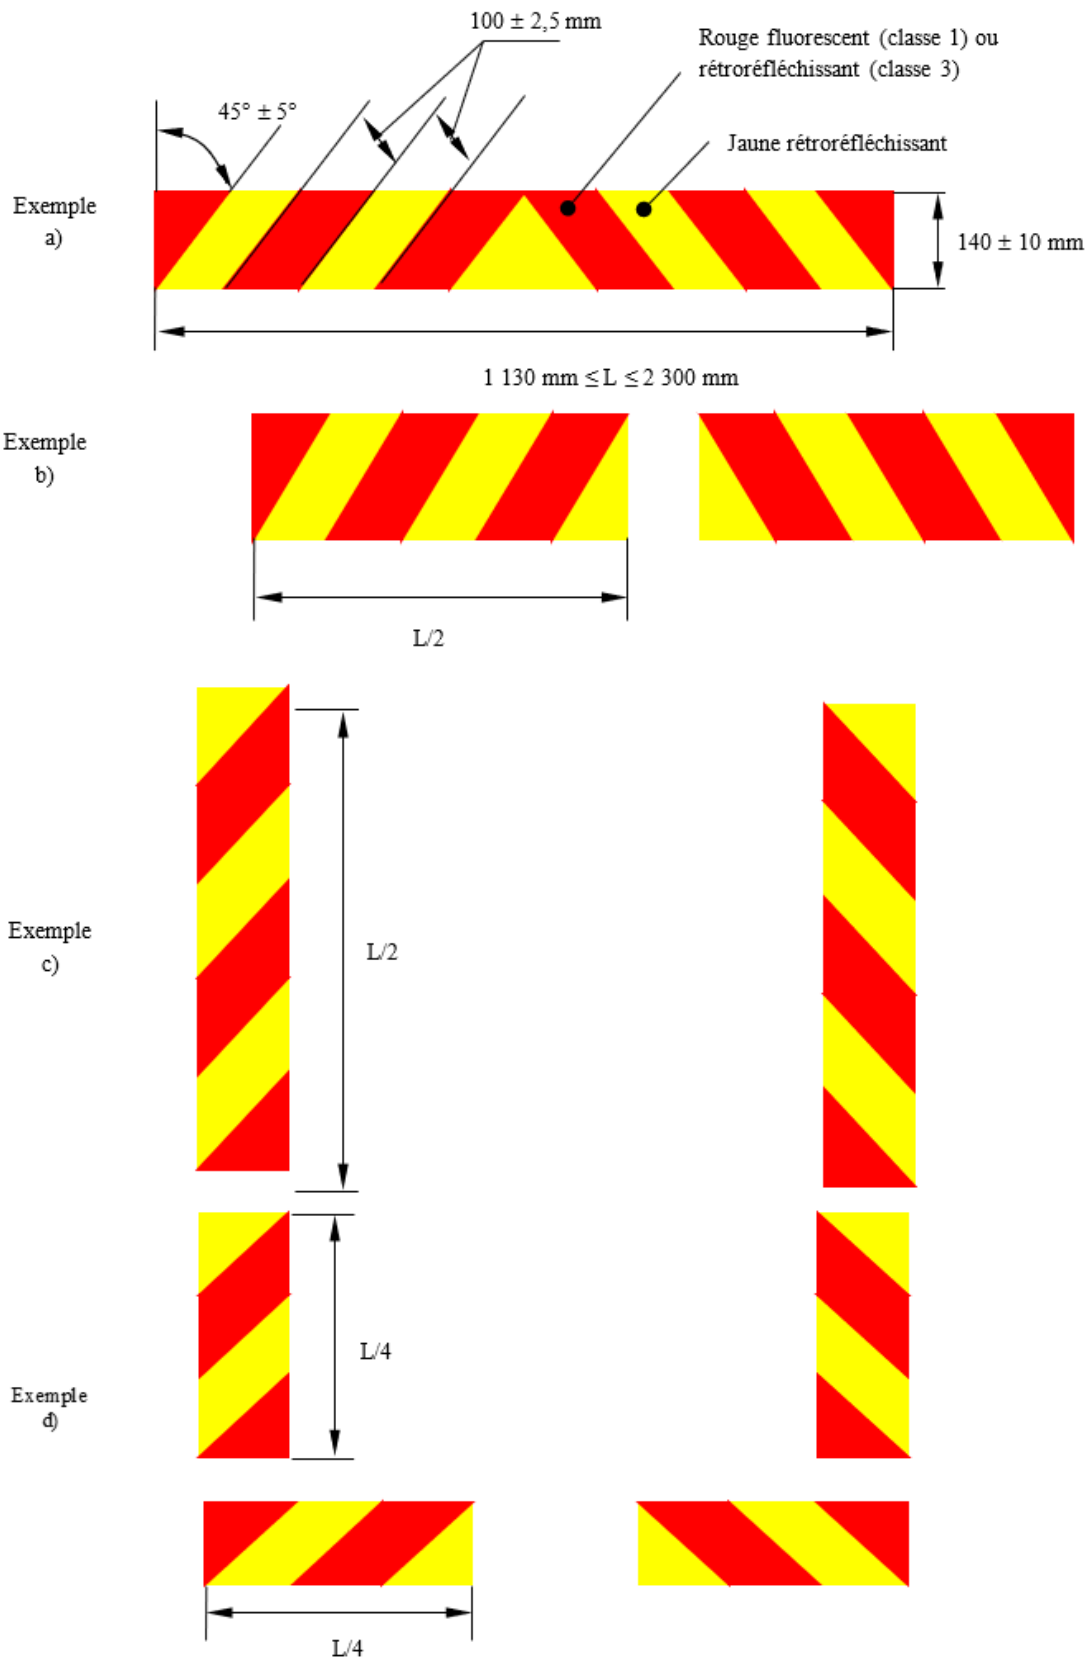 100 ± 2,5 mm
Rouge fluorescent (classe 1) ou
rétroréfléchissant (classe 3)
45° ± 5°
Jaune rétroréfléchissant
Exemple
a)
140 ± 10 mm
1 130 mm ≤ L ≤ 2 300 mm
Exemple
b)
L/2
Exemple
c)
L/2
L/4
Exemple
d)
L/4